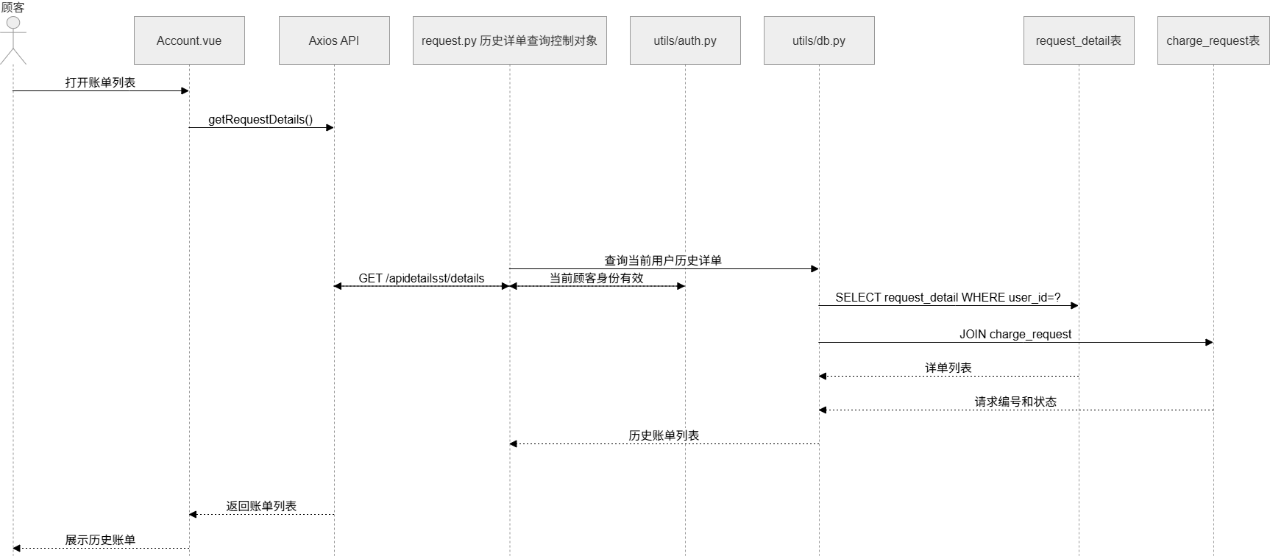 顾客
Account.vue
Axios API
request.py 历史详单查询控制对象
utils/auth.py
utils/db.py
request_detail表
charge_request表
打开账单列表
getRequestDetails()
查询当前用户历史详单
GET /apidetailsst/details
当前顾客身份有效
SELECT request_detail WHERE user_id=?
JOIN charge_request
详单列表
请求编号和状态
历史账单列表
返回账单列表
展示历史账单